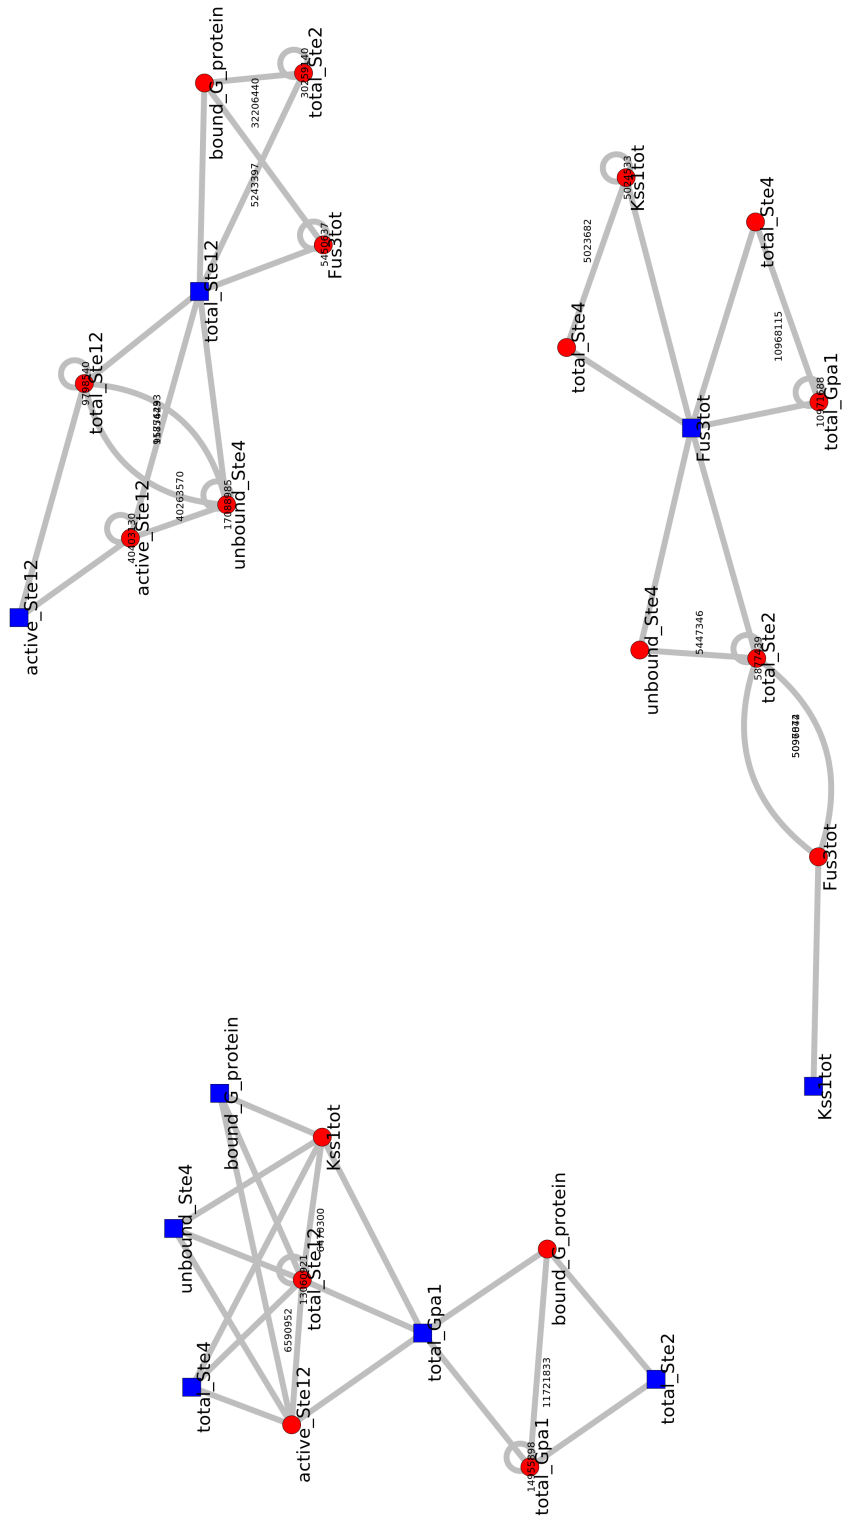 bound_G_protein
total_Ste2
32206440
5243397
Fus3tot
total_Ste12
total_Ste12
40263570
unbound_Ste4
active_Ste12
active_Ste12
Kss1tot
5023682
total_Ste4
total_Ste4
10968115
total_Gpa1
Fus3tot
unbound_Ste4
5447346
total_Ste2
Fus3tot
Kss1tot
bound_G_protein
Kss1tot
unbound_Ste4
total_Ste12
6590952
total_Ste4
active_Ste12
total_Gpa1
bound_G_protein
11721833
total_Ste2
total_Gpa1